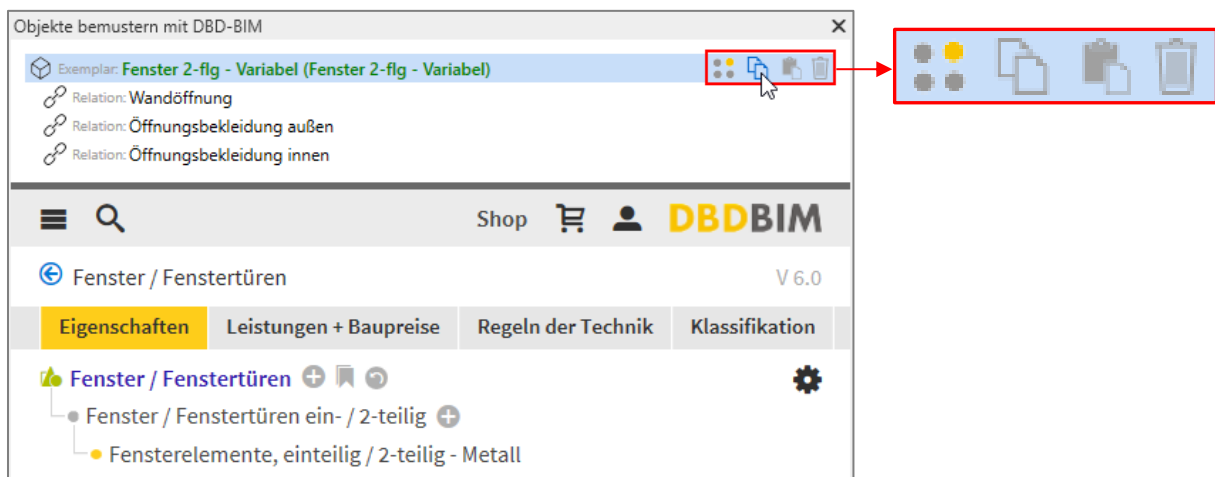 Objekte bemustern mit DBD-BIM
Exemplar: Fenster 2-flg - Variabel (Fenster 2-flg - Variabel)
Relation: Wandöffnung
Relation: Öffnungsbekleidung außen
Relation: Öffnungsbekleidung innen
Shop DBDBIM
Fenster / Fenstertüren V 6.0
Eigenschaften Leistungen + Baupreise Regeln der Technik Klassifikation
Fenster / Fenstertüren
Fenster / Fenstertüren ein- / 2-teilig
Fensterelemente, einteilig / 2-teilig - Metall